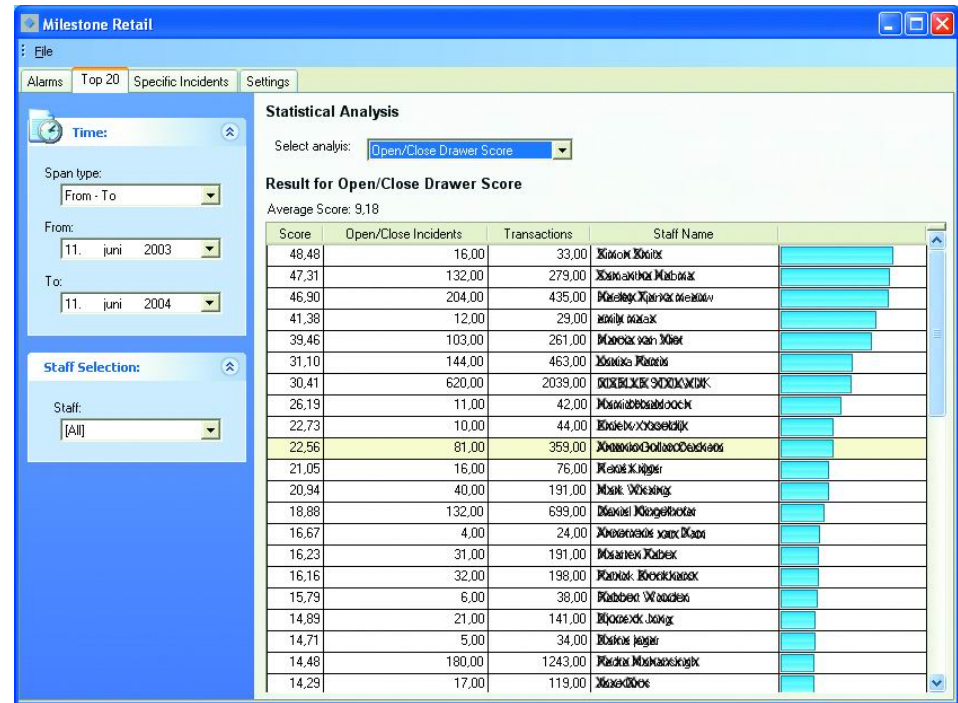 Milestone Retail
File
Alarms Top 20 Specific Incidents Settings
Time:
Span type:
From - To
From:
11. juni 2003
To:
11. juni 2004
Staff Selection:
Staff:
[All]
Statistical Analysis
Select analyis: Open/Close Drawer Score
Result for Open/Close Drawer Score
Average Score: 9,18
Score Open/Close Incidents Transactions Staff Name
48,48 16,00 33,00
47,31 132,00 279,00
46,90 204,00 435,00
41,38 12,00 29,00
39,46 103,00 261,00
31,10 144,00 463,00
30,41 620,00 2039,00
26,19 11,00 42,00
22,73 10,00 44,00
22,56 81,00 359,00
21,05 16,00 76,00
20,94 40,00 191,00
18,88 132,00 699,00
16,67 4,00 24,00
16,23 31,00 191,00
16,16 32,00 198,00
15,79 6,00 38,00
14,89 21,00 141,00
14,71 5,00 34,00
14,48 180,00 1243,00
14,29 17,00 119,00